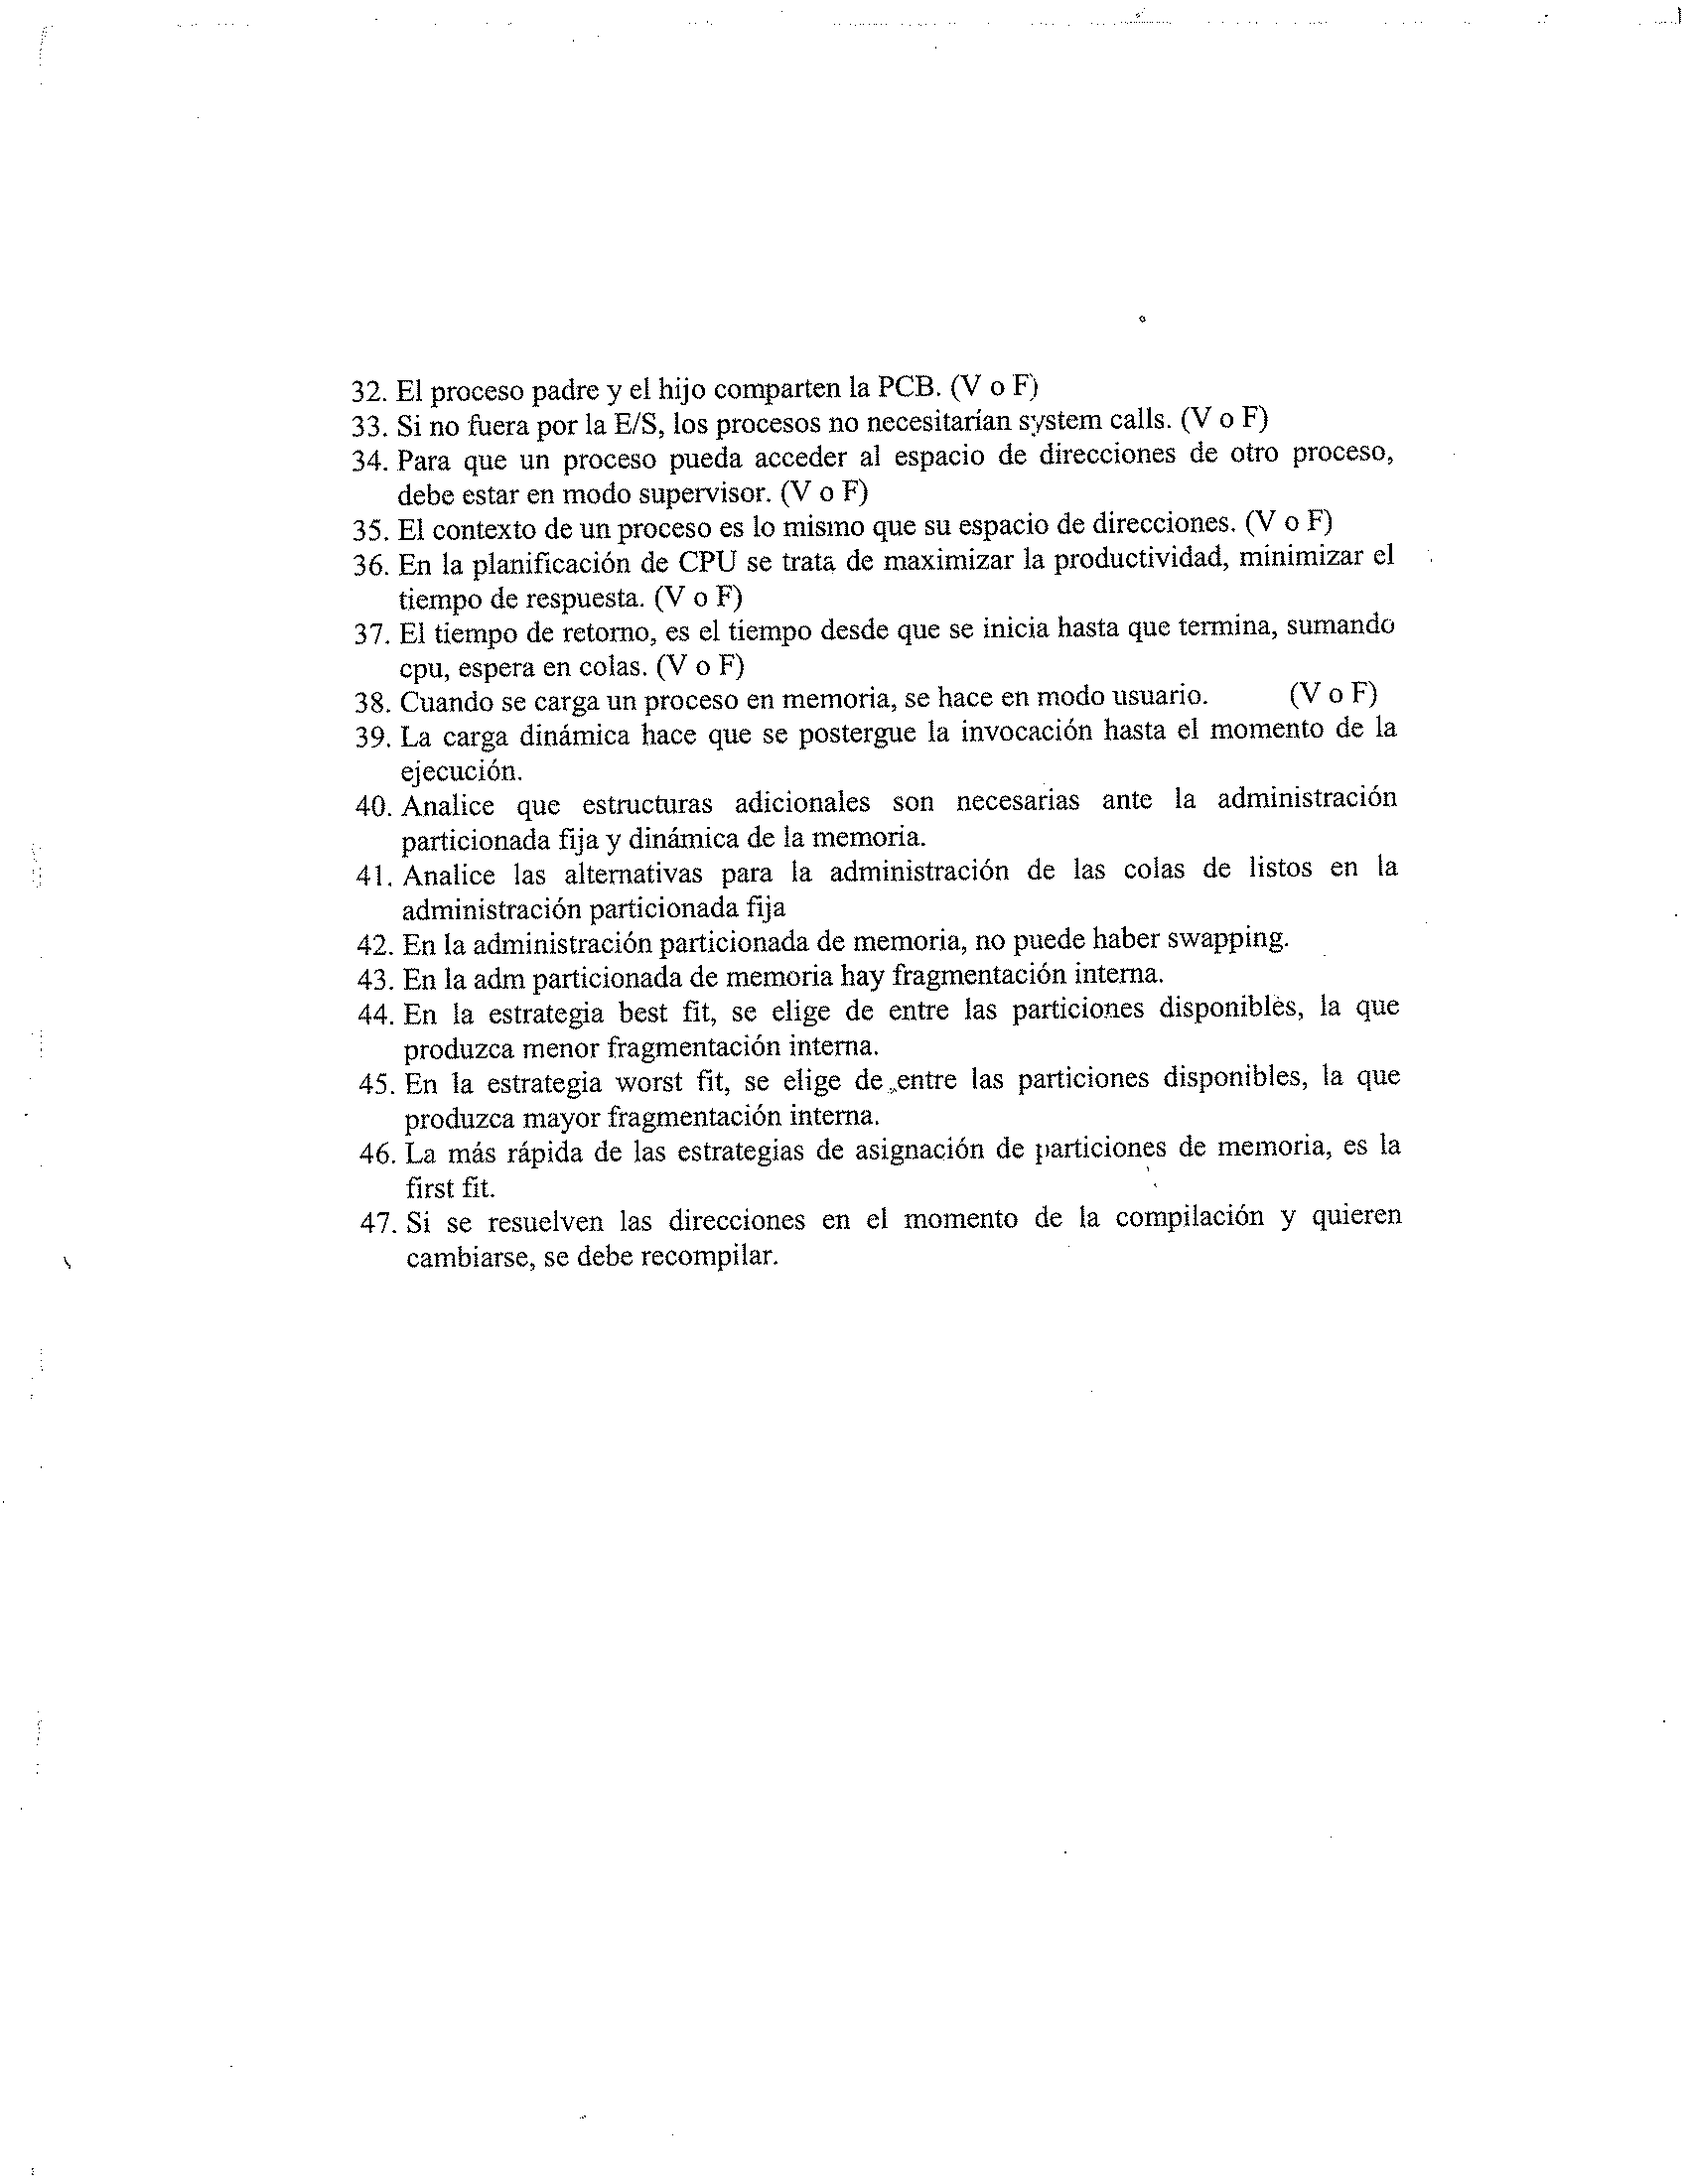 32. El proceso padre y el hijo comparten la PCB. (V o F)
33. Si no fuera por la E/S, los procesos no necesitarían system calls. (V o F)
34. Para que un proceso pueda acceder al espacio de direcciones de otro proceso,
debe estar en modo supervisor. (V o F)
35. El contexto de un proceso es lo mismo que su espacio de direcciones. (V o F)
36. En la planificación de CPU se trata de maximizar la productividad, minimizar el
tiempo de respuesta. (V o F)
37. El tiempo de retorno, es el tiempo desde que se inicia hasta que termina, sumando
cpu, espera en colas. (V o F)
38. Cuando se carga un proceso en memoria, se hace en modo usuario. (V o F)
39. La carga dinámica hace que se postergue la invocación hasta el momento de la
ejecución.
40. Analice que estructuras adicionales son necesarias ante la administración
particionada fija y dinámica de la memoria.
41. Analice las alternativas para la administración de las colas de listos en la
administración particionada fija
42. En la administración particionada de memoria, no puede haber swapping.
43. En la adm particionada de memoria hay fragmentación interna.
44. En la estrategia best fit, se elige de entre las particiones disponibles, la que
produzca menor fragmentación interna.
45. En la estrategia worst fit, se elige de entre las particiones disponibles, la que
produzca mayor fragmentación interna.
46. La más rápida de las estrategias de asignación de particiones de memoria, es la
first fit.
47. Si se resuelven las direcciones en el momento de la compilación y quieren
cambiarse, se debe recompilar.